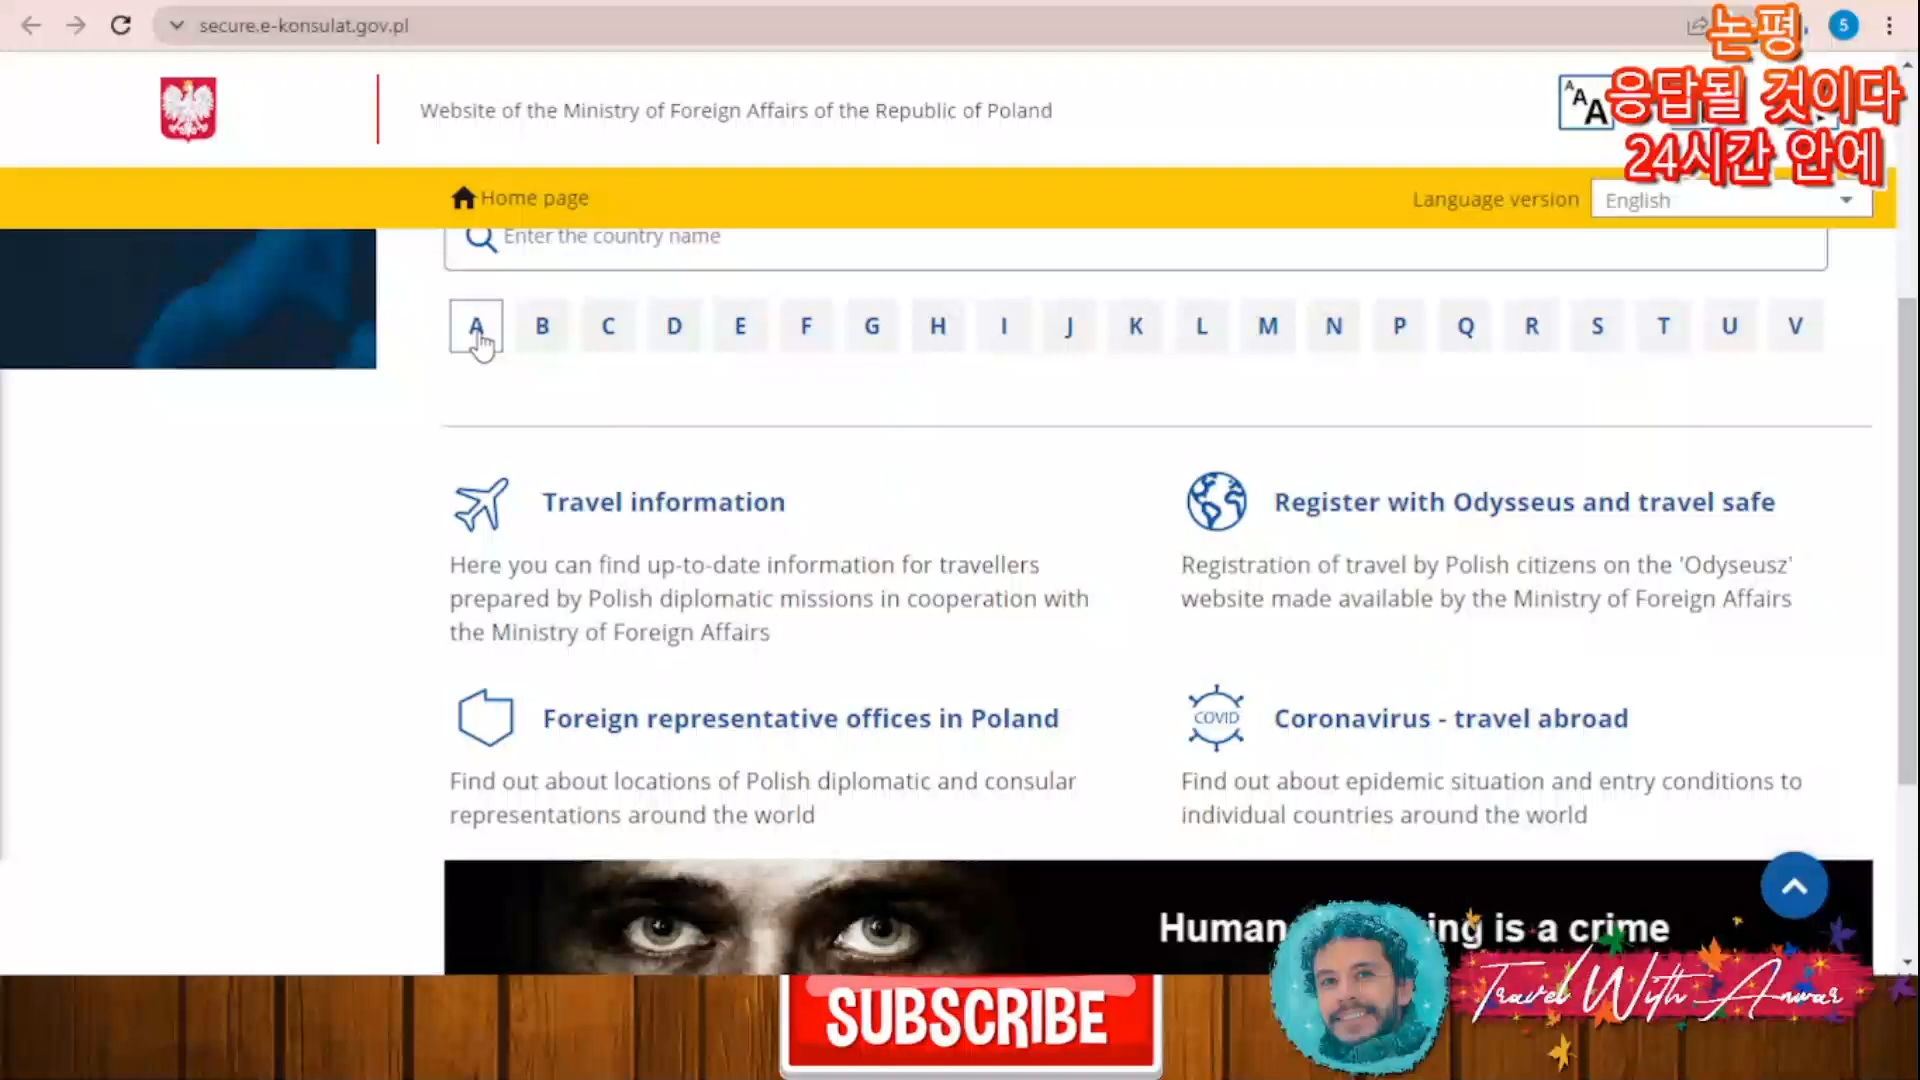 secure.e-konsulat.gov.pl
5
논평
응답될 것이다
24시간 안에
Website of the Ministry of Foreign Affairs of the Republic of Poland
AAA
Home page
Language version
English
Enter the country name
A B C D E F G H I J K L M N P Q R S T U V
Travel information
Here you can find up-to-date information for travellers
prepared by Polish diplomatic missions in cooperation with
the Ministry of Foreign Affairs
Register with Odysseus and travel safe
Registration of travel by Polish citizens on the 'Odyseusz'
website made available by the Ministry of Foreign Affairs
Foreign representative offices in Poland
Find out about locations of Polish diplomatic and consular
representations around the world
COVID
Coronavirus - travel abroad
Find out about epidemic situation and entry conditions to
individual countries around the world
Human ing is a crime
SUBSCRIBE
Travel With Anwar